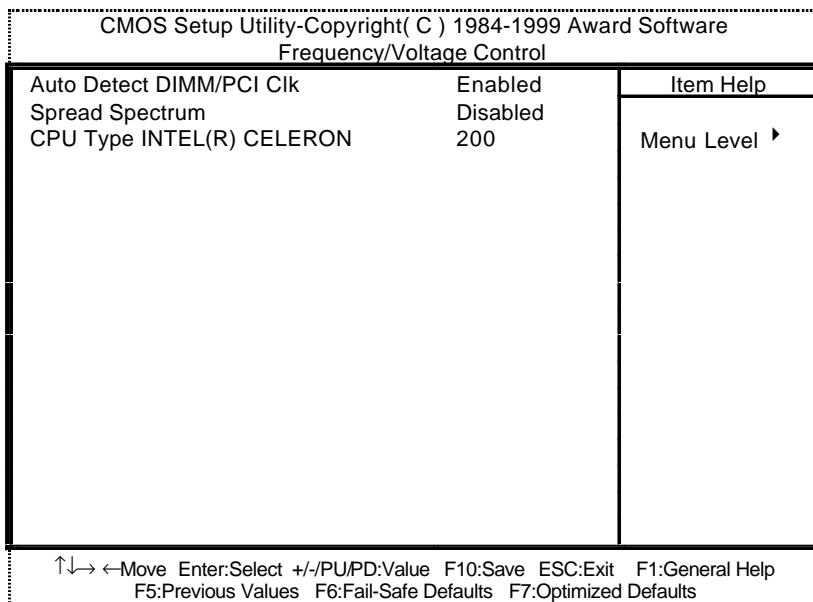 CMOS Setup Utility-Copyright( C ) 1984-1999 Award Software
Frequency/Voltage Control
Auto Detect DIMM/PCI Clk Enabled
Spread Spectrum Disabled
CPU Type INTEL(R) CELERON 200
Item Help
Menu Level ▶
↑↓→ ←Move Enter:Select +/-/PU/PD:Value F10:Save ESC:Exit F1:General Help
F5:Previous Values F6:Fail-Safe Defaults F7:Optimized Defaults